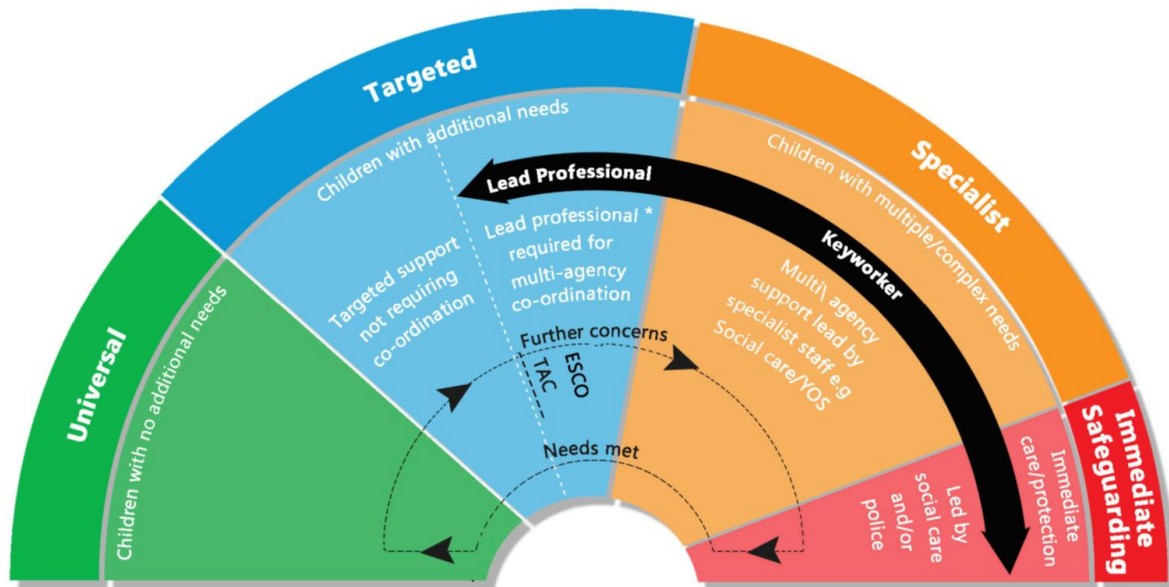 Universal
Children with no additional needs
Targeted
Children with additional needs
Targeted support
not requiring
co-ordination
Lead Professional
Lead professional *
required for
multi-agency
co-ordination
Further concerns
TAC
ESCO
Needs met
Specialist
Children with multiple/complex needs
Keyworker
Multi\ agency
support lead by
specialist staff e.g
Social care/YOS
Immediate
Safeguarding
Immediate
care/protection
Led by
social care
and/or
police